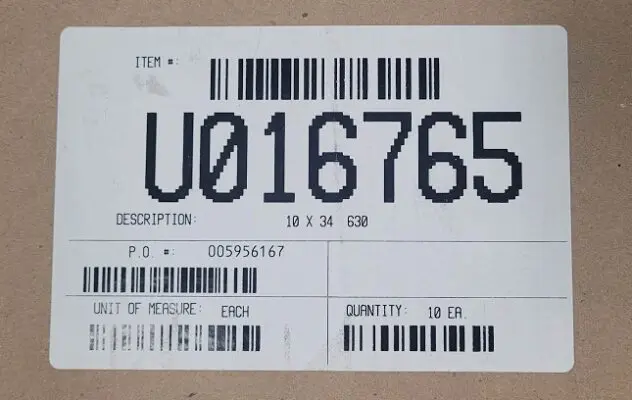 ITEM #:
U016765
DESCRIPTION: 10 X 34 630
P.O. #: 005956167
UNIT OF MEASURE: EACH
QUANTITY: 10 EA.